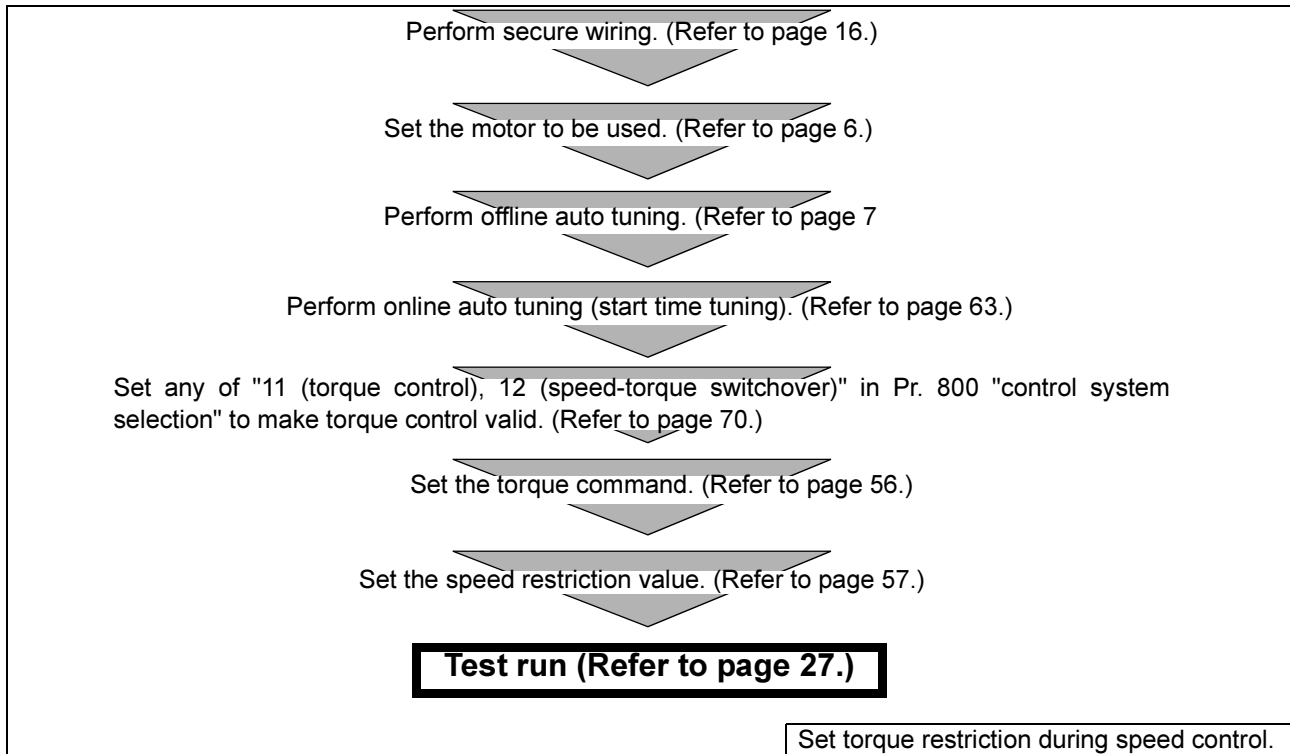 Perform secure wiring. (Refer to page 16.)
Set the motor to be used. (Refer to page 6.)
Perform offline auto tuning. (Refer to page 7
Perform online auto tuning (start time tuning). (Refer to page 63.)
Set any of "11 (torque control), 12 (speed-torque switchover)" in Pr. 800 "control system
selection" to make torque control valid. (Refer to page 70.)
Set the torque command. (Refer to page 56.)
Set the speed restriction value. (Refer to page 57.)
Test run (Refer to page 27.)
Set torque restriction during speed control.